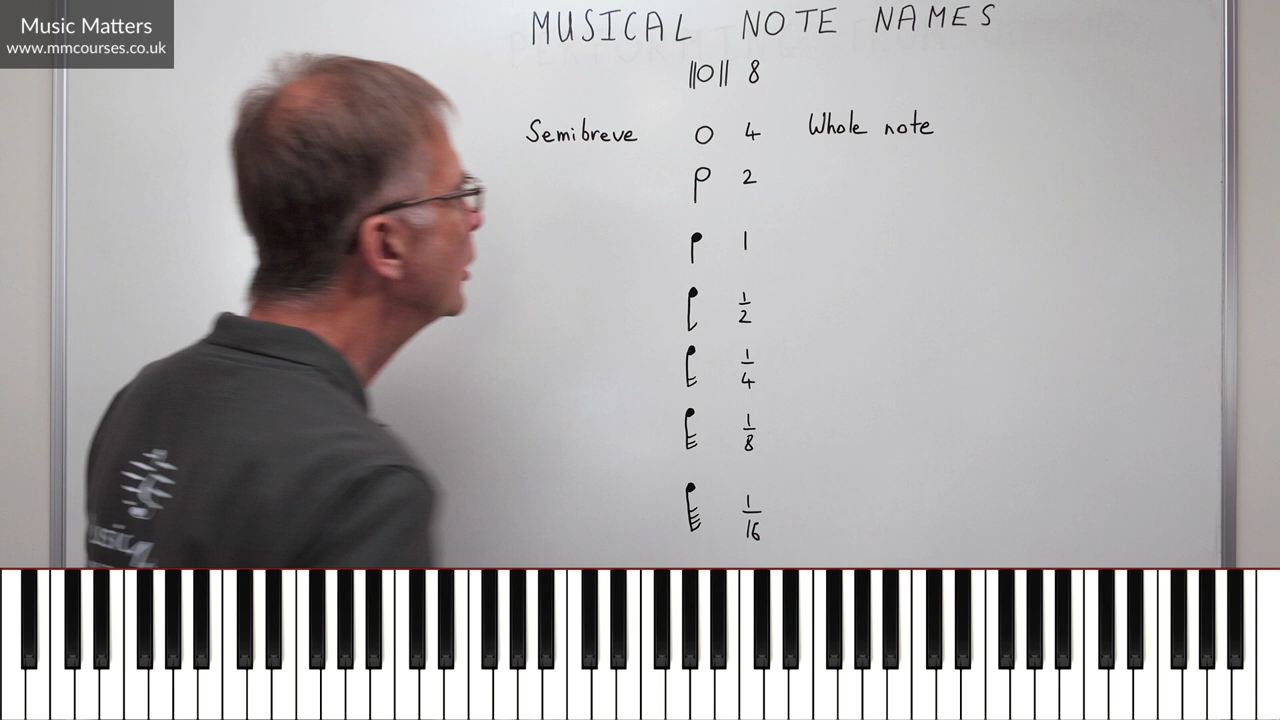 Music Matters
www.mmcourses.co.uk
MUSICAL NOTE NAMES
8
Semibreve 4 Whole note
2
1
1/2
1/4
1/8
1/16